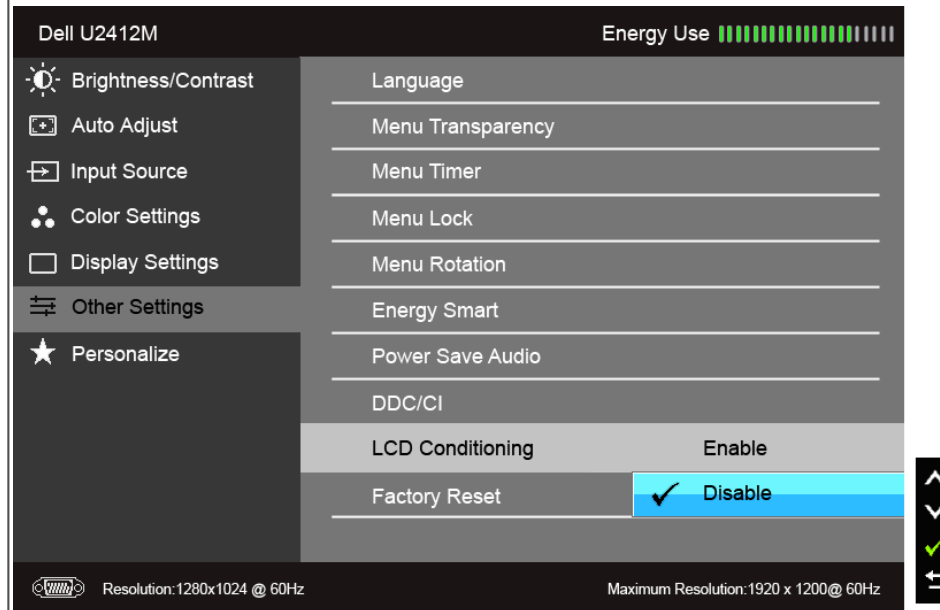 Dell U2412M Energy Use
Brightness/Contrast
Auto Adjust
Input Source
Color Settings
Display Settings
Other Settings
Personalize
Language
Menu Transparency
Menu Timer
Menu Lock
Menu Rotation
Energy Smart
Power Save Audio
DDC/CI
LCD Conditioning Enable
Factory Reset Disable
Resolution:1280x1024 @ 60Hz Maximum Resolution:1920 x 1200@ 60Hz